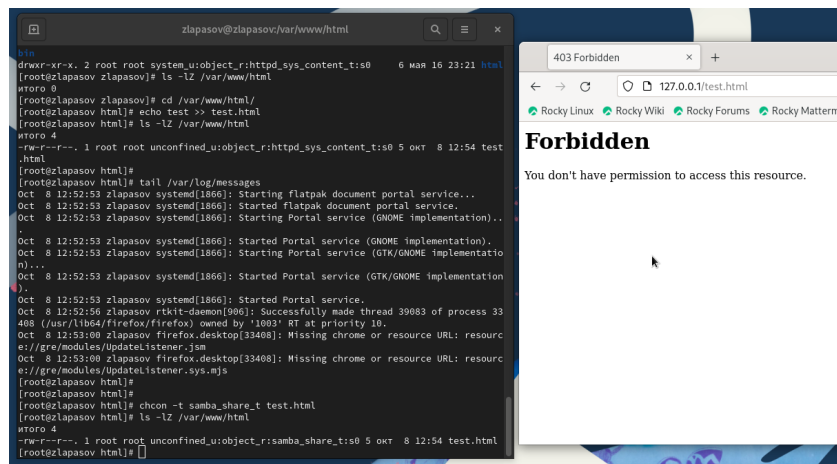 zlapasov@zlapasov:/var/www/html
bin
drwxr-xr-x. 2 root root system_u:object_r:httpd_sys_content_t:s0    6 мая 16 23:21 html
[root@zlapasov zlapasov]# ls -lZ /var/www/html
итого 0
[root@zlapasov zlapasov]# cd /var/www/html/
[root@zlapasov html]# echo test >> test.html
[root@zlapasov html]# ls -lZ /var/www/html
итого 4
-rw-r--r--. 1 root root unconfined_u:object_r:httpd_sys_content_t:s0 5 окт  8 12:54 test
.html
[root@zlapasov html]#
[root@zlapasov html]# tail /var/log/messages
Oct  8 12:52:53 zlapasov systemd[1866]: Starting flatpak document portal service...
Oct  8 12:52:53 zlapasov systemd[1866]: Started flatpak document portal service.
Oct  8 12:52:53 zlapasov systemd[1866]: Starting Portal service (GNOME implementation)..
.
Oct  8 12:52:53 zlapasov systemd[1866]: Started Portal service (GNOME implementation).
Oct  8 12:52:53 zlapasov systemd[1866]: Starting Portal service (GTK/GNOME implementatio
n)...
Oct  8 12:52:53 zlapasov systemd[1866]: Started Portal service (GTK/GNOME implementation
).
Oct  8 12:52:53 zlapasov systemd[1866]: Started Portal service.
Oct  8 12:52:56 zlapasov rtkit-daemon[906]: Successfully made thread 39083 of process 33
408 (/usr/lib64/firefox/firefox) owned by '1003' RT at priority 10.
Oct  8 12:53:00 zlapasov firefox.desktop[33408]: Missing chrome or resource URL: resourc
e://gre/modules/UpdateListener.jsm
Oct  8 12:53:00 zlapasov firefox.desktop[33408]: Missing chrome or resource URL: resourc
e://gre/modules/UpdateListener.sys.mjs
[root@zlapasov html]#
[root@zlapasov html]#
[root@zlapasov html]# chcon -t samba_share_t test.html
[root@zlapasov html]# ls -lZ /var/www/html
итого 4
-rw-r--r--. 1 root root unconfined_u:object_r:samba_share_t:s0 5 окт  8 12:54 test.html
[root@zlapasov html]#
403 Forbidden
127.0.0.1/test.html
Rocky Linux Rocky Wiki Rocky Forums Rocky Matterm
Forbidden
You don't have permission to access this resource.